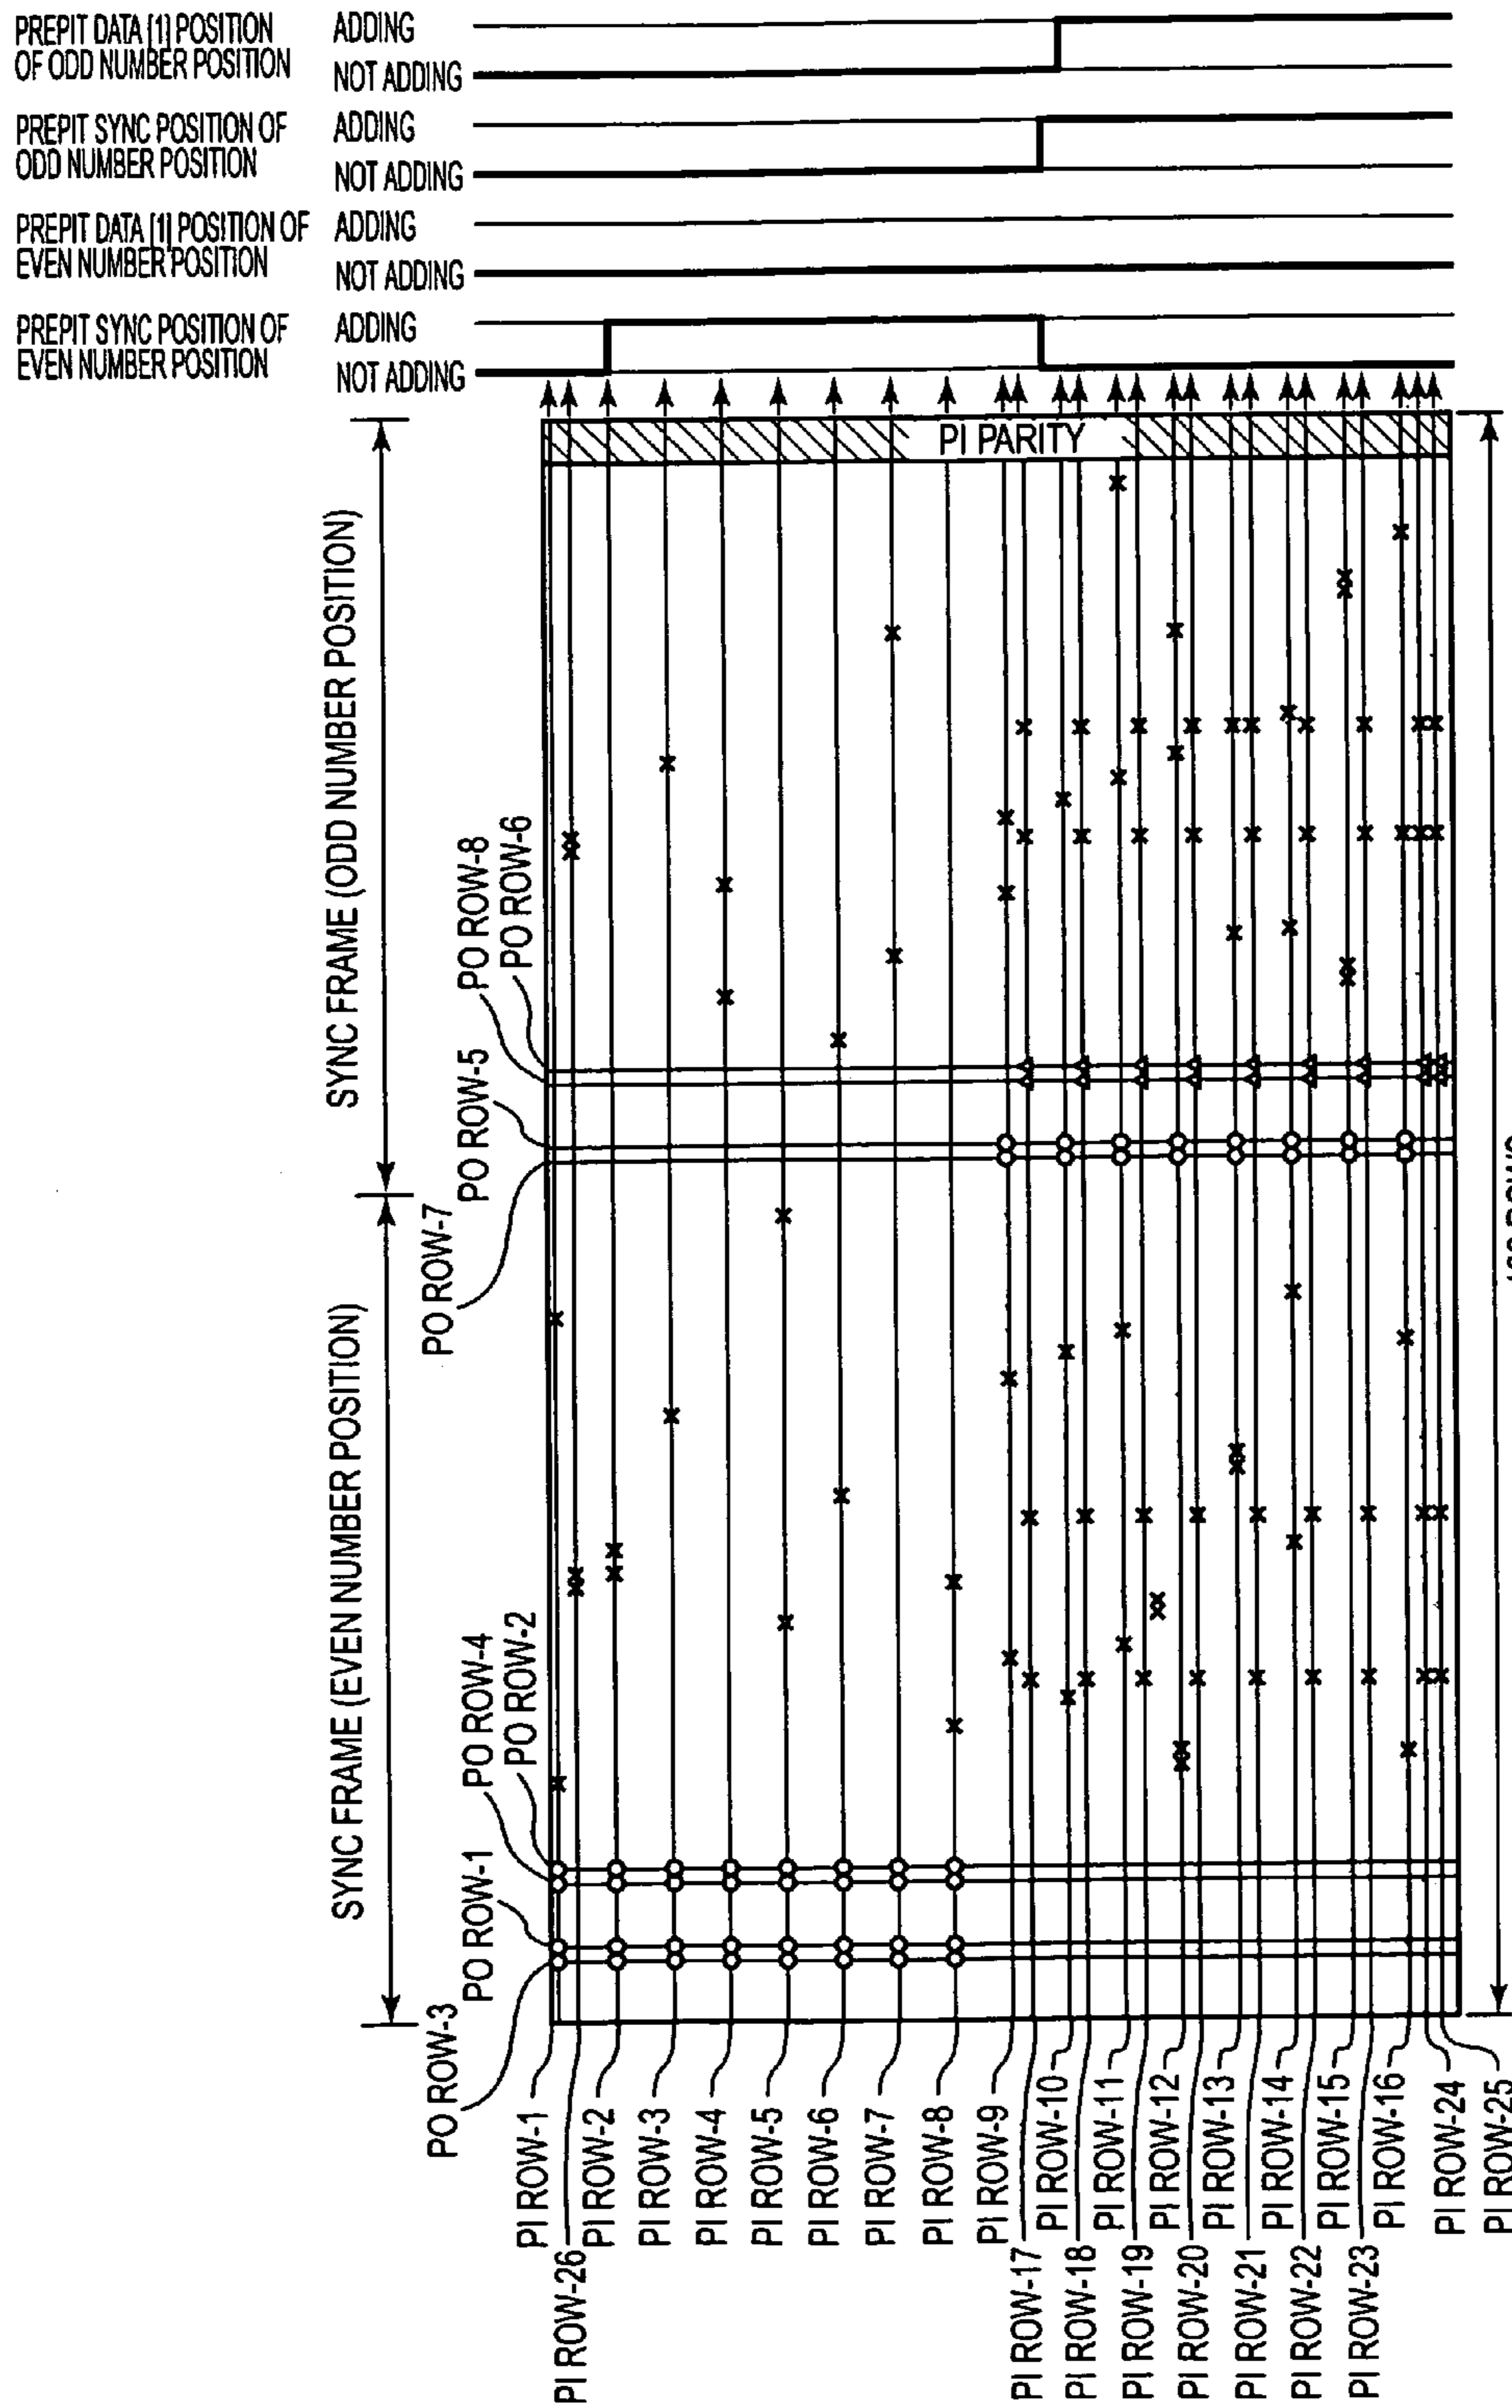 PREPIT DATA [1] POSITION
OF ODD NUMBER POSITION
ADDING
NOT ADDING
PREPIT SYNC POSITION OF
ODD NUMBER POSITION
ADDING
NOT ADDING
PREPIT DATA [1] POSITION OF
EVEN NUMBER POSITION
ADDING
NOT ADDING
PREPIT SYNC POSITION OF
EVEN NUMBER POSITION
ADDING
NOT ADDING
PI PARITY
SYNC FRAME (ODD NUMBER POSITION)
PO ROW-8
PO ROW-6
PO ROW-5
PO ROW-7
SYNC FRAME (EVEN NUMBER POSITION)
PO ROW-4
PO ROW-2
PO ROW-1
PO ROW-3
PI ROW-1
PI ROW-26
PI ROW-2
PI ROW-3
PI ROW-4
PI ROW-5
PI ROW-6
PI ROW-7
PI ROW-8
PI ROW-9
PI ROW-17
PI ROW-10
PI ROW-18
PI ROW-11
PI ROW-19
PI ROW-12
PI ROW-20
PI ROW-13
PI ROW-21
PI ROW-14
PI ROW-22
PI ROW-15
PI ROW-23
PI ROW-16
PI ROW-24
PI ROW-25